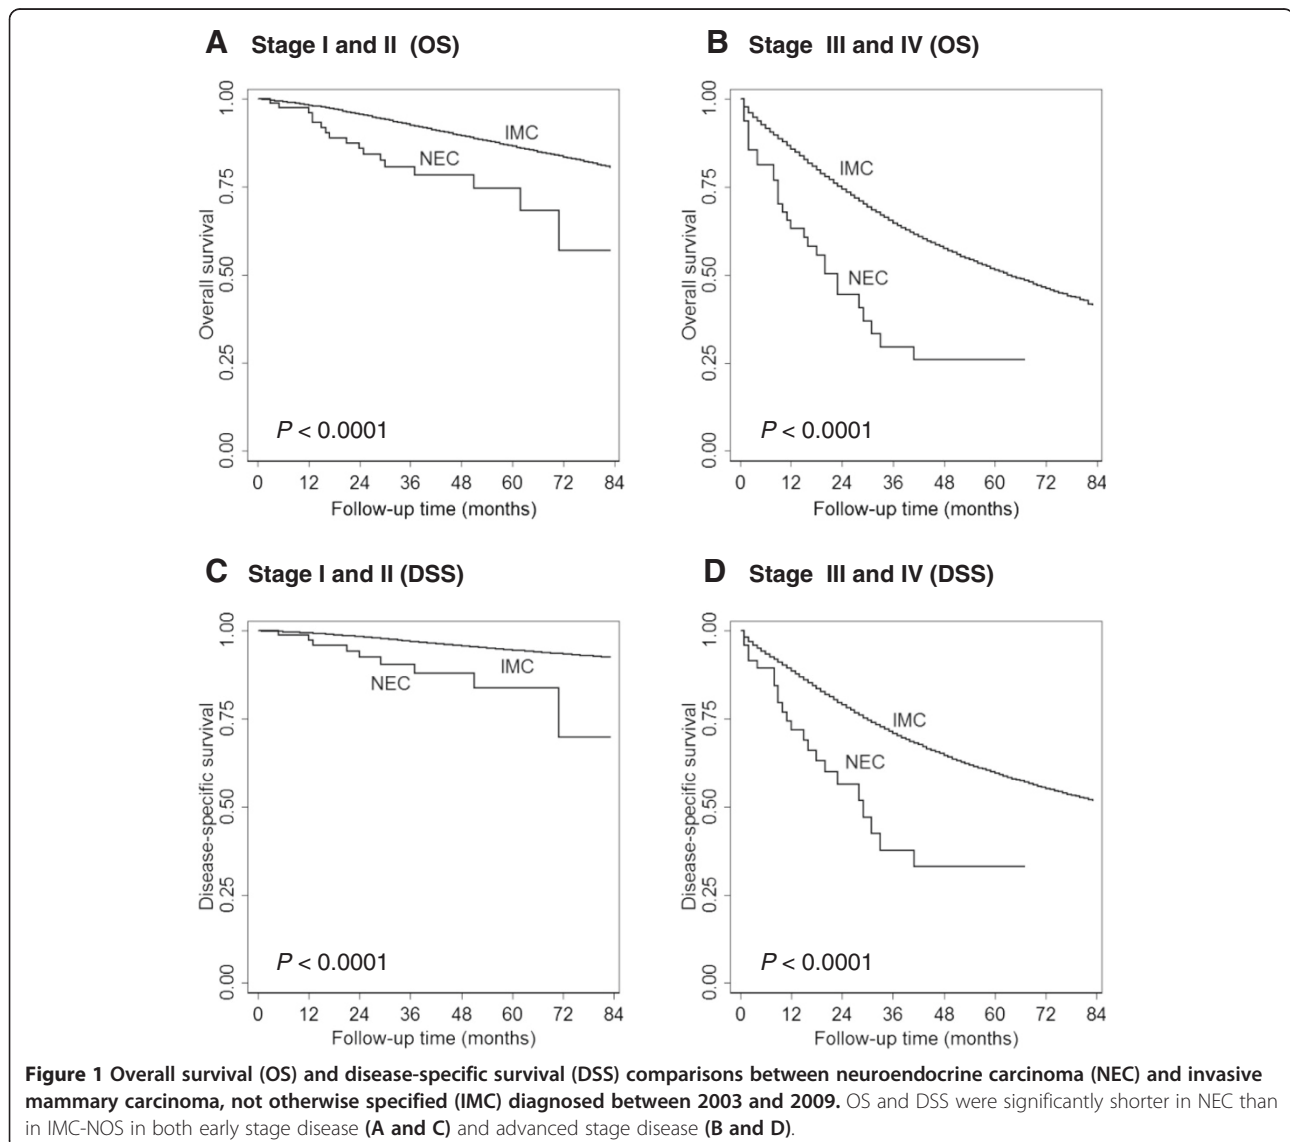 A Stage I and II (OS)
B Stage III and IV (OS)
1.00
0.75
0.50
0.25
0.00
Overall survival
IMC
NEC
P < 0.0001
0 12 24 36 48 60 72 84
Follow-up time (months)
1.00
0.75
0.50
0.25
0.00
Overall survival
IMC
NEC
P < 0.0001
0 12 24 36 48 60 72 84
Follow-up time (months)
C Stage I and II (DSS)
D Stage III and IV (DSS)
1.00
0.75
0.50
0.25
0.00
Disease-specific survival
IMC
NEC
P < 0.0001
0 12 24 36 48 60 72 84
Follow-up time (months)
1.00
0.75
0.50
0.25
0.00
Disease-specific survival
IMC
NEC
P < 0.0001
0 12 24 36 48 60 72 84
Follow-up time (months)
Figure 1 Overall survival (OS) and disease-specific survival (DSS) comparisons between neuroendocrine carcinoma (NEC) and invasive
mammary carcinoma, not otherwise specified (IMC) diagnosed between 2003 and 2009. OS and DSS were significantly shorter in NEC than
in IMC-NOS in both early stage disease (A and C) and advanced stage disease (B and D).